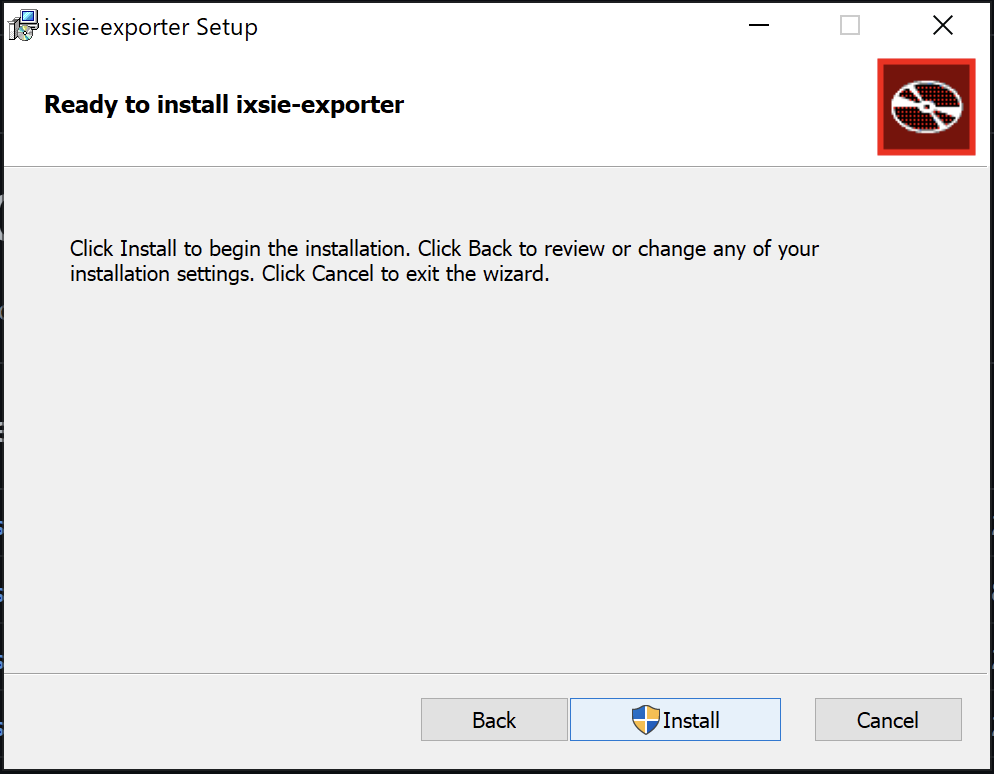 ixsie-exporter Setup
Ready to install ixsie-exporter
Click Install to begin the installation. Click Back to review or change any of your
installation settings. Click Cancel to exit the wizard.
Back
Install
Cancel